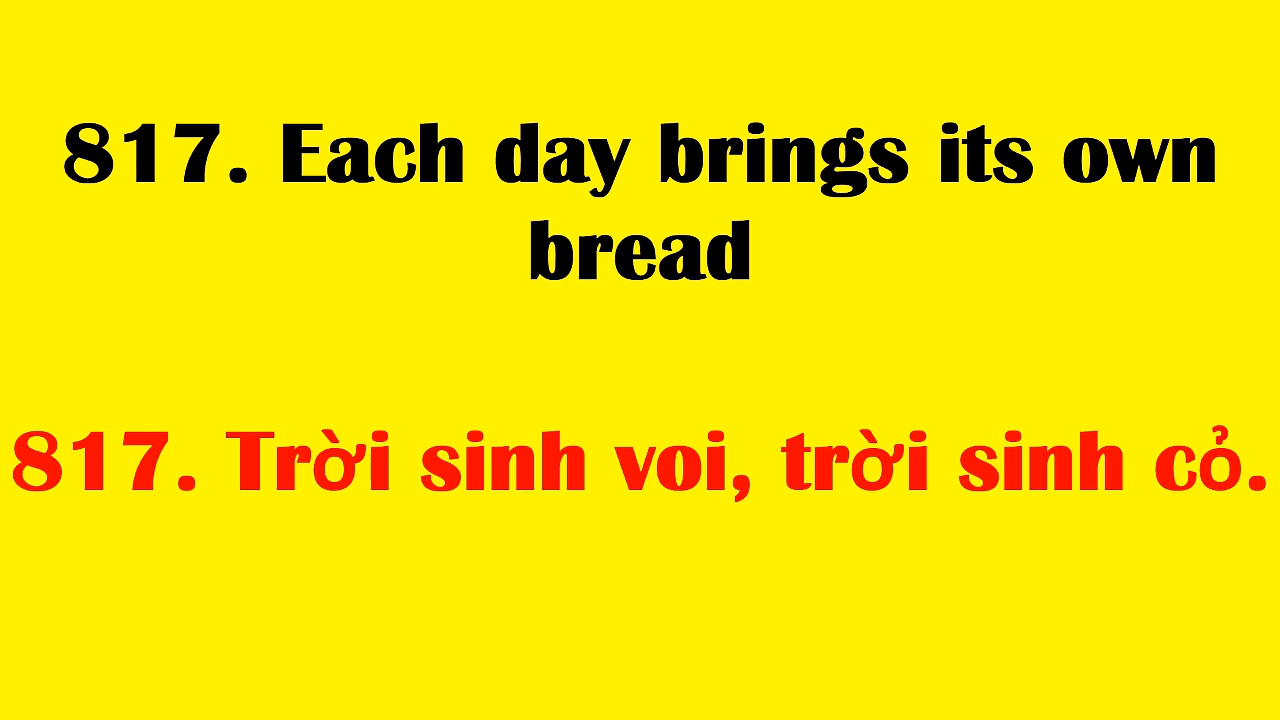 817. Each day brings its own
bread
817. Trời sinh voi, trời sinh cỏ.